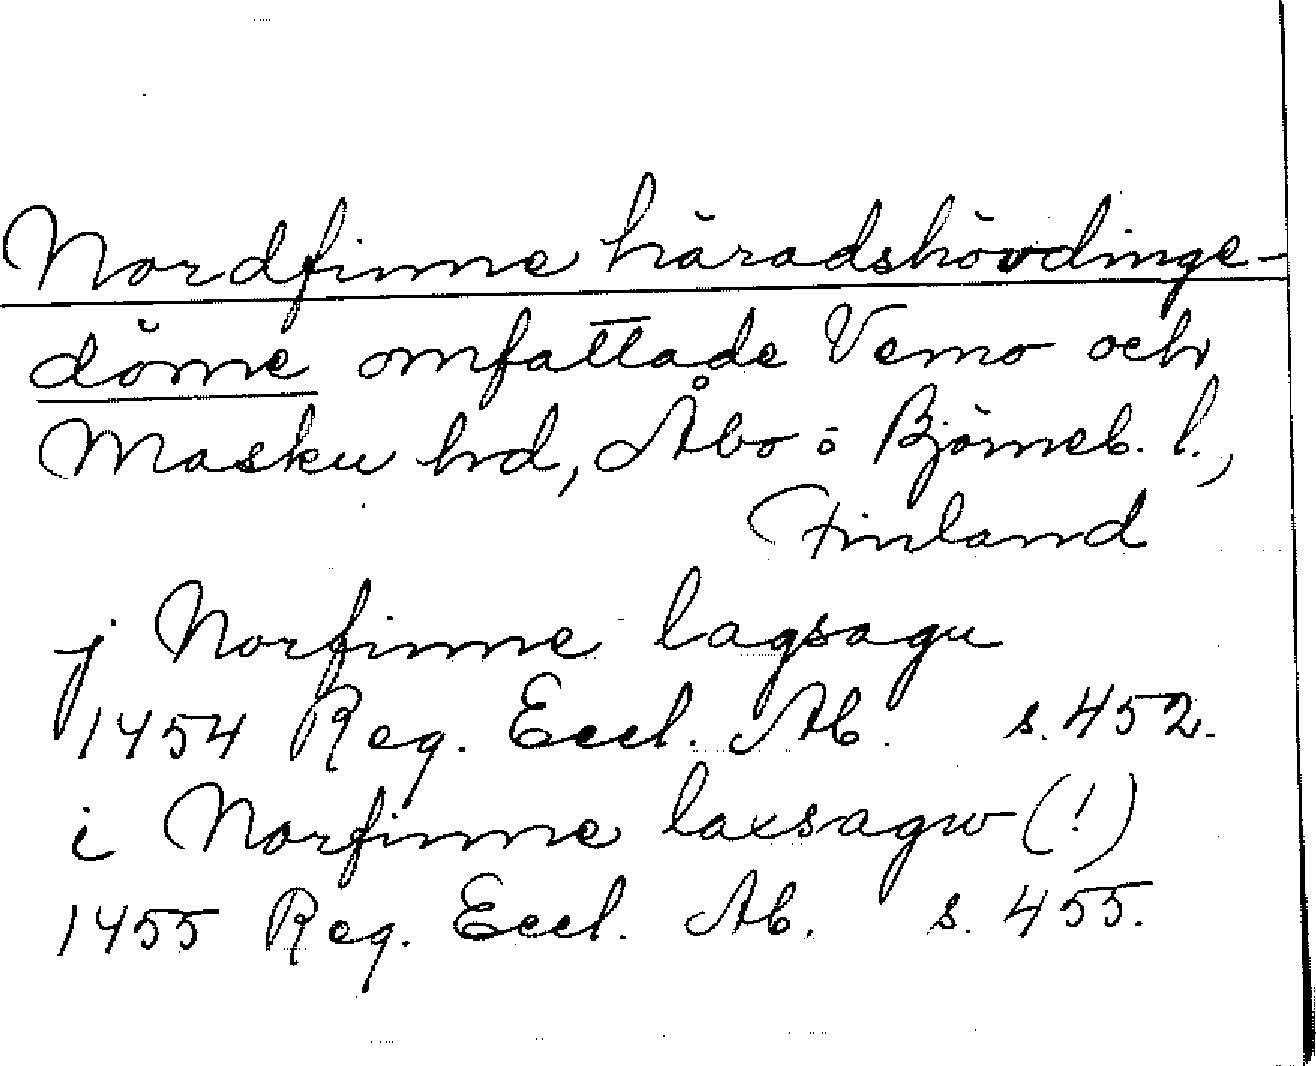 Nordfinne häradshövdinge-
döme omfattade Vemo och
Masku hd, Åbo o Björneb. l.,
Finland
j Norfinne lagsagu
1454 Reg. Eccl. Ab. s. 452.
i Norfinne laxsagw (!)
1455 Reg. Eccl. Ab. s. 455.